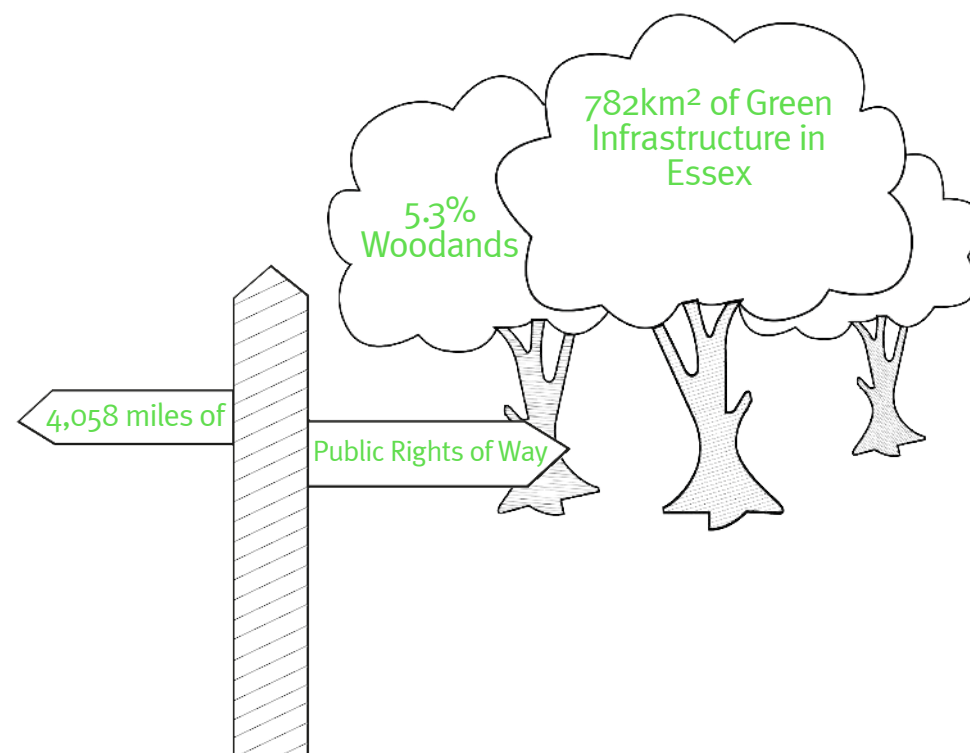 782km² of Green
Infrastructure in
Essex
5.3%
Woodands
4,058 miles of
Public Rights of Way